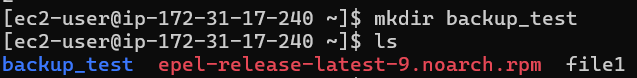 [ec2-user@ip-172-31-17-240 ~]$ mkdir backup_test
[ec2-user@ip-172-31-17-240 ~]$ ls
backup_test  epel-release-latest-9.noarch.rpm  file1